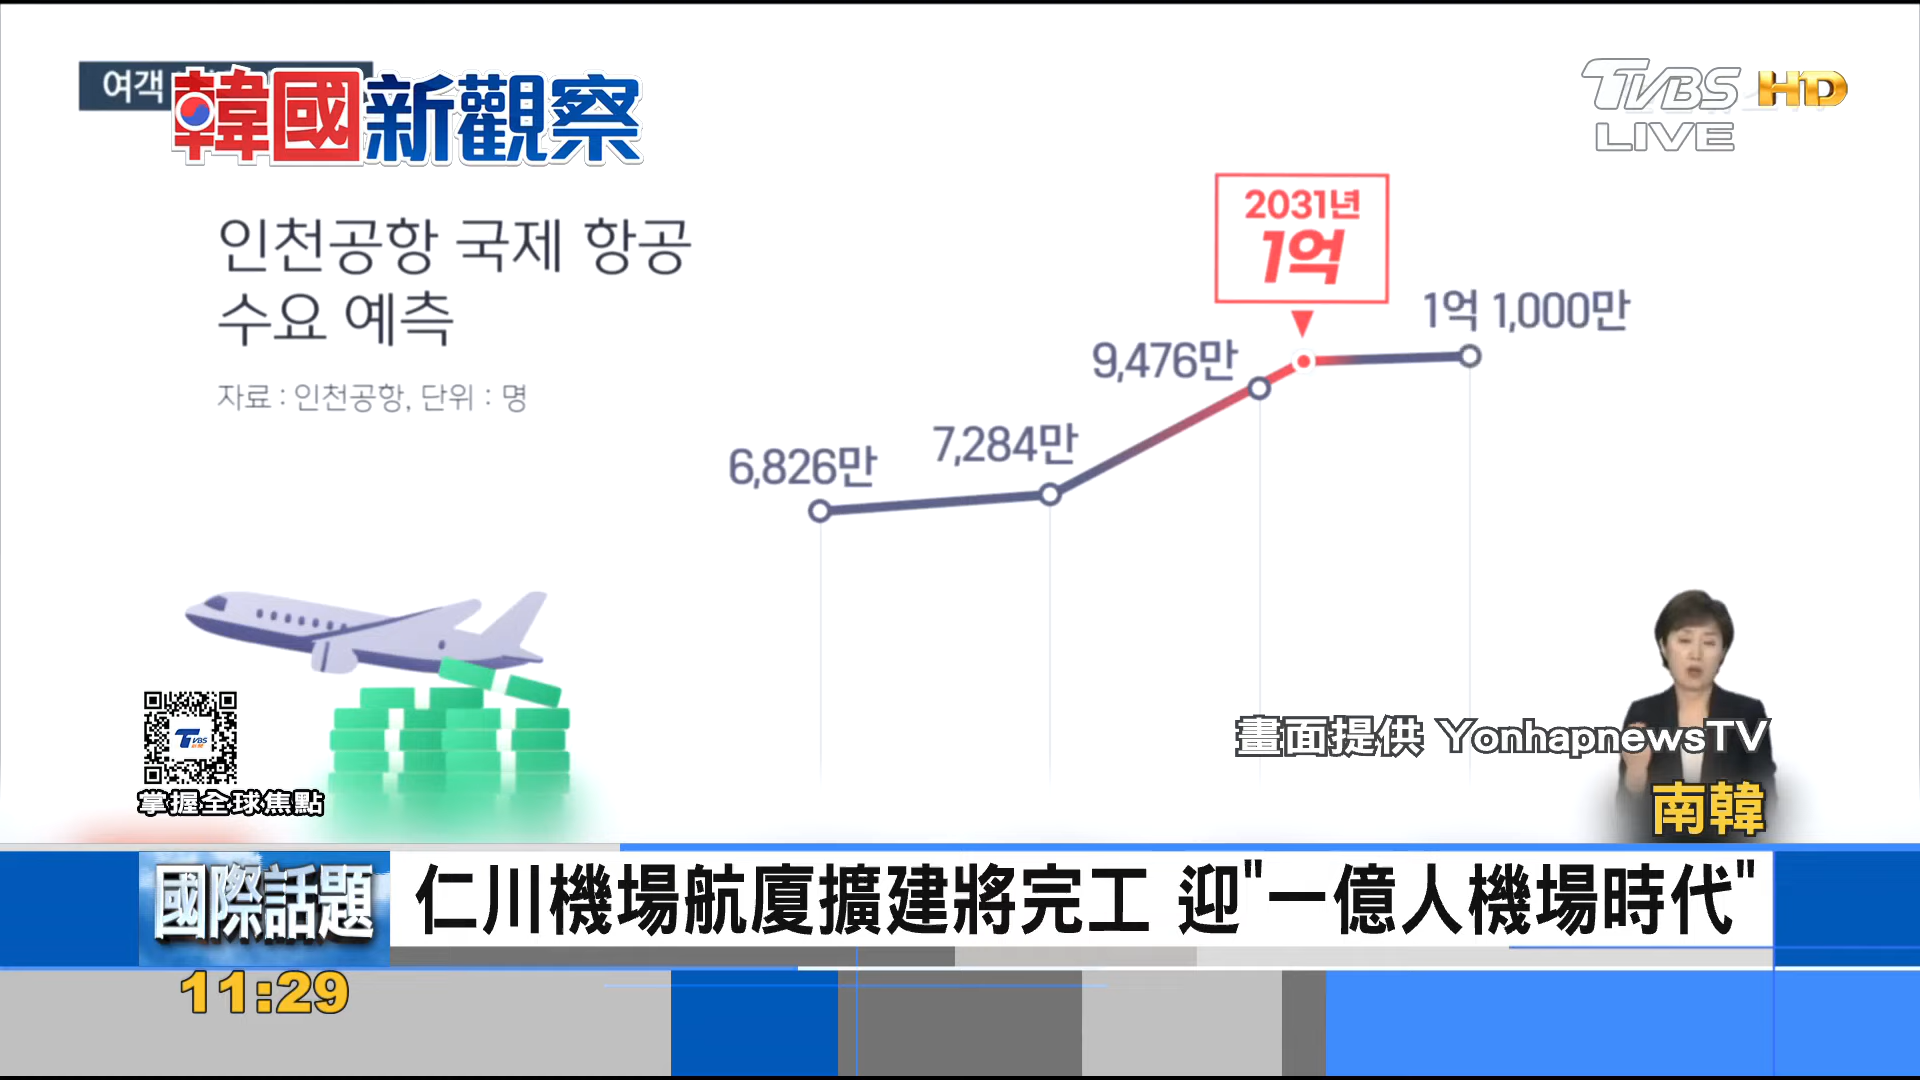 여객
韓國新觀察
TVBS HD
LIVE
인천공항 국제 항공
수요 예측
자료 : 인천공항, 단위 : 명
2031년
1억
6,826만
7,284만
9,476만
1억 1,000만
畫面提供 YonhapnewsTV
南韓
TVBS
掌握全球焦點
國際話題
仁川機場航廈擴建將完工 迎"一億人機場時代"
11:29